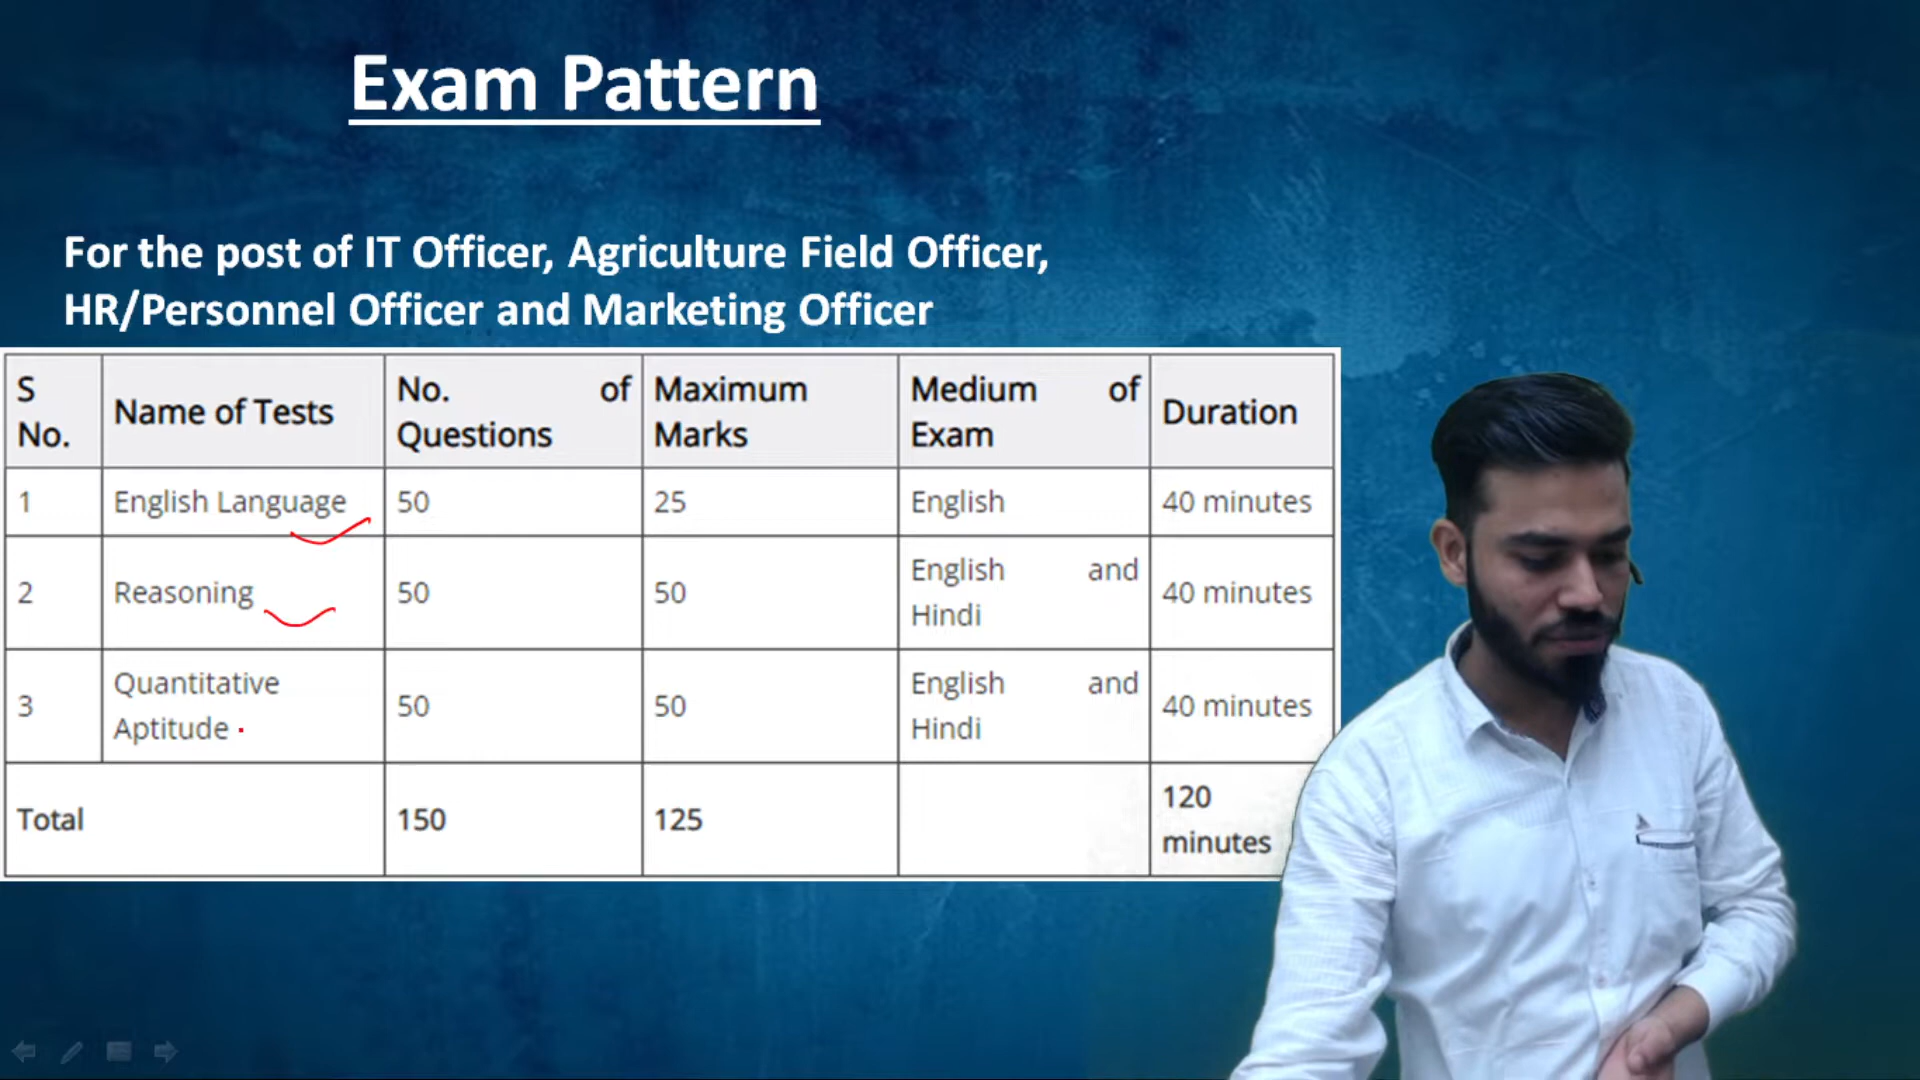 Exam Pattern
For the post of IT Officer, Agriculture Field Officer,
HR/Personnel Officer and Marketing Officer
S No. Name of Tests No. of Questions Maximum Marks Medium of Exam Duration
1 English Language 50 25 English 40 minutes
2 Reasoning 50 50 English and Hindi 40 minutes
3 Quantitative Aptitude 50 50 English and Hindi 40 minutes
Total 150 125 120 minutes